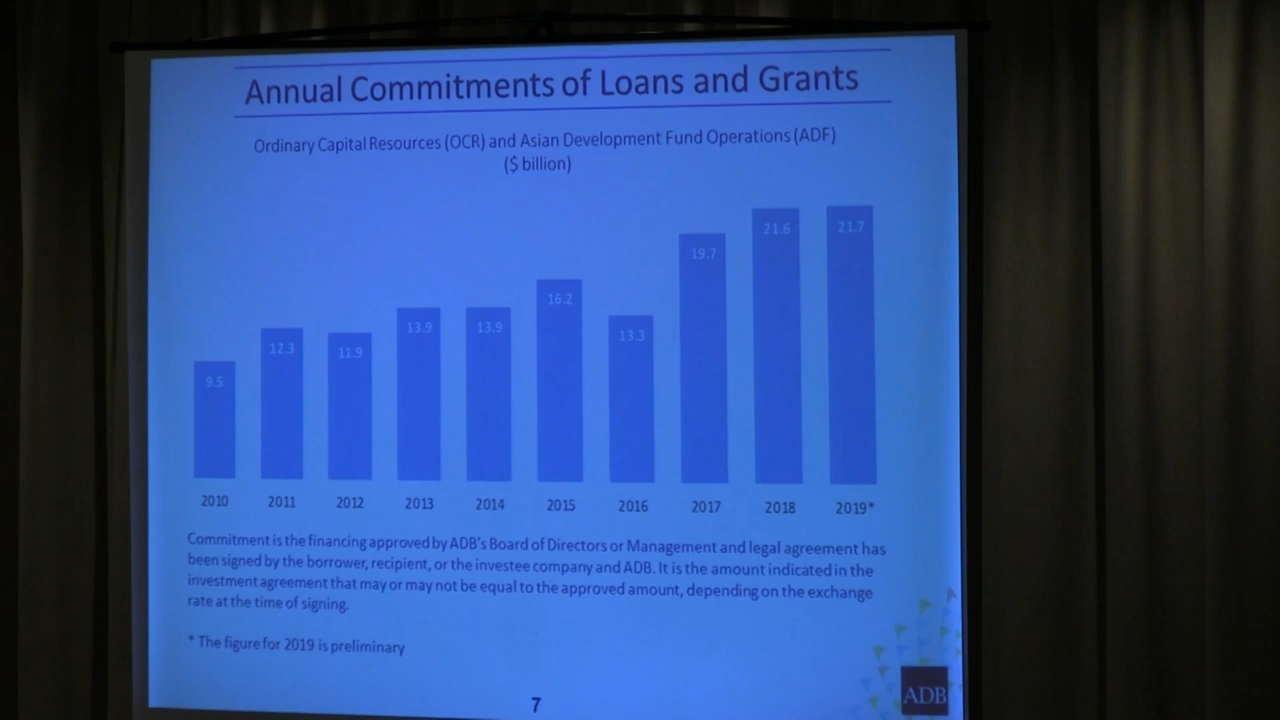 Annual Commitments of Loans and Grants
Ordinary Capital Resources (OCR) and Asian Development Fund Operations (ADF)
($ billion)
9.5
12.3
11.9
13.9
13.9
16.2
13.3
19.7
21.6
21.7
2010
2011
2012
2013
2014
2015
2016
2017
2018
2019*
Commitment is the financing approved by ADB's Board of Directors or Management and legal agreement has
been signed by the borrower, recipient, or the investee company and ADB. It is the amount indicated in the
investment agreement that may or may not be equal to the approved amount, depending on the exchange
rate at the time of signing.
* The figure for 2019 is preliminary
7
ADB